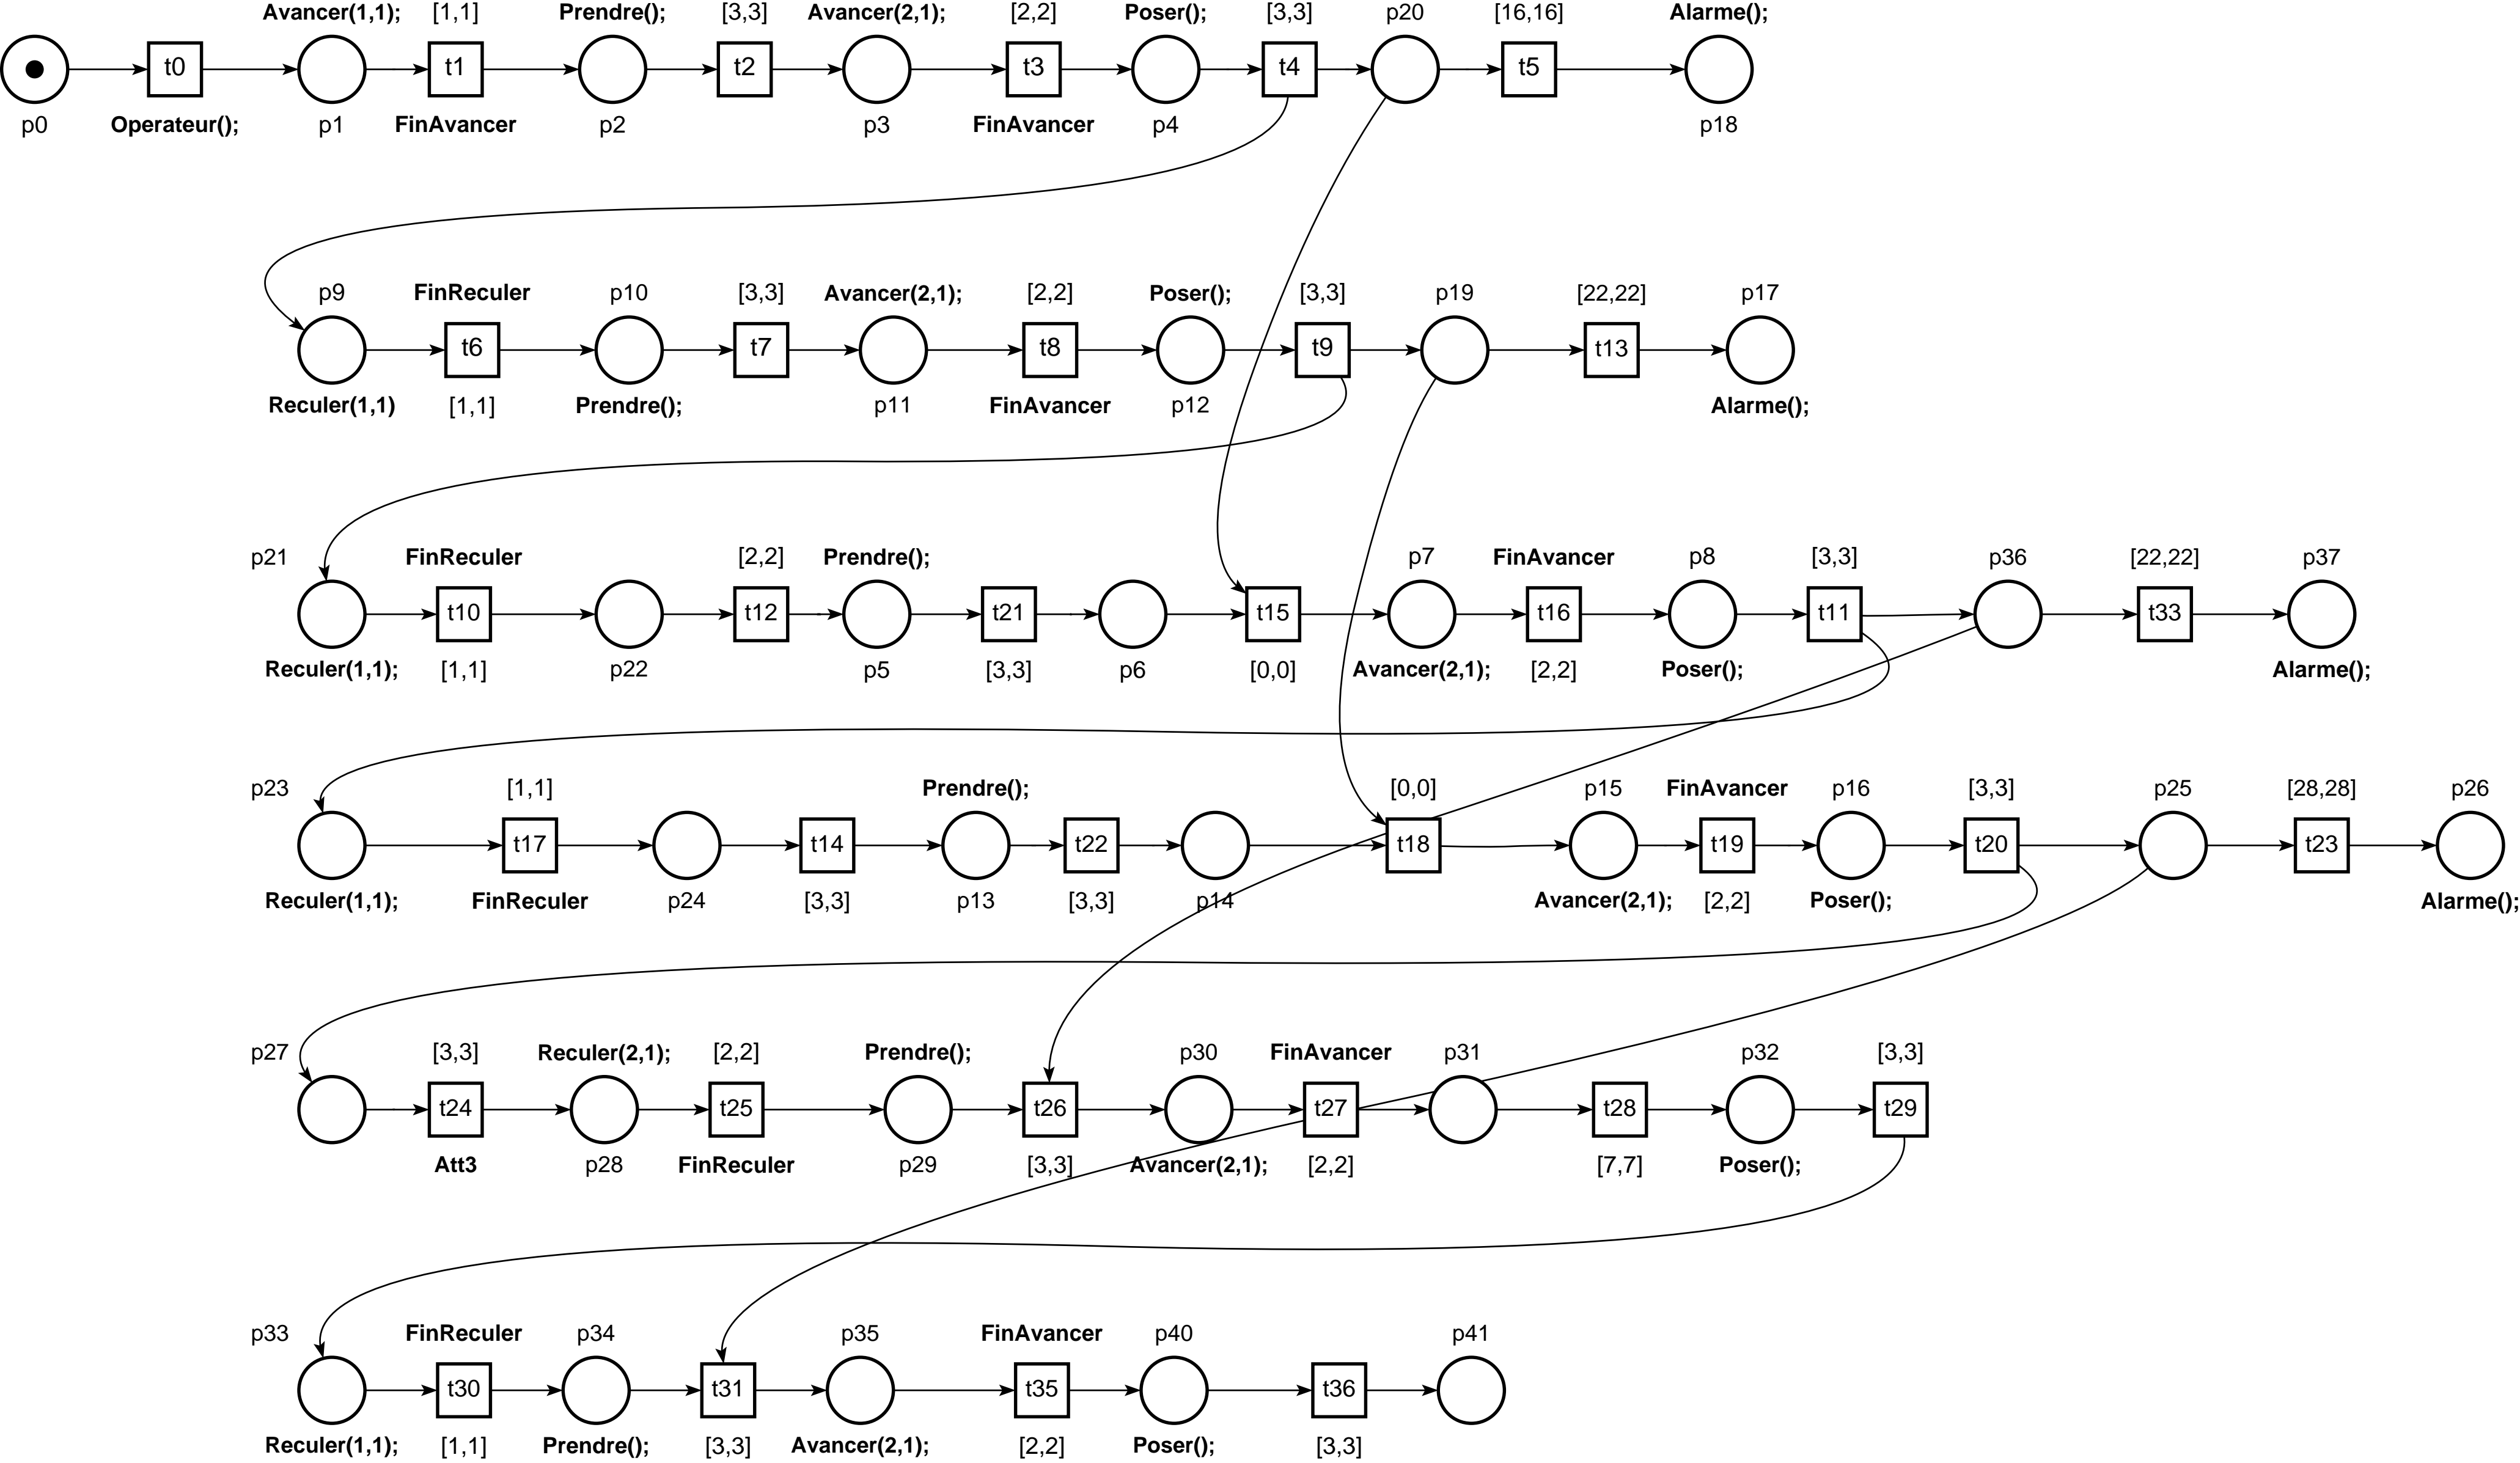 Avancer(1,1); [1,1] Prendre(); [3,3] Avancer(2,1); [2,2] Poser(); [3,3] p20 [16,16] Alarme();
t0 t1 t2 t3 t4 t5
p0 Operateur(); p1 FinAvancer p2 p3 FinAvancer p4 p18
p9 FinReculer p10 [3,3] Avancer(2,1); [2,2] Poser(); [3,3] p19 [22,22] p17
t6 t7 t8 t9 t13
Reculer(1,1) [1,1] Prendre(); p11 FinAvancer p12 Alarme();
p21 FinReculer [2,2] Prendre(); p7 FinAvancer p8 [3,3] p36 [22,22] p37
t10 t12 t21 t15 t16 t11 t33
Reculer(1,1); [1,1] p22 p5 [3,3] p6 [0,0] Avancer(2,1); [2,2] Poser(); Alarme();
p23 [1,1] Prendre(); [0,0] p15 FinAvancer p16 [3,3] p25 [28,28] p26
t17 t14 t22 t18 t19 t20 t23
Reculer(1,1); FinReculer p24 [3,3] p13 [3,3] p14 Avancer(2,1); [2,2] Poser(); Alarme();
p27 [3,3] Reculer(2,1); [2,2] Prendre(); p30 FinAvancer p31 p32 [3,3]
t24 t25 t26 t27 t28 t29
Att3 p28 FinReculer p29 [3,3] Avancer(2,1); [2,2] [7,7] Poser();
p33 FinReculer p34 p35 FinAvancer p40 p41
t30 t31 t35 t36
Reculer(1,1); [1,1] Prendre(); [3,3] Avancer(2,1); [2,2] Poser(); [3,3]